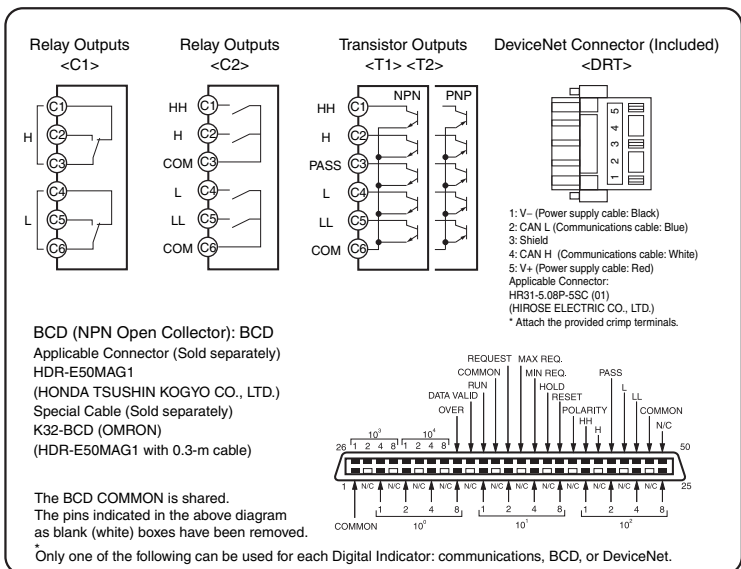 Relay Outputs
<C1>
H
L
C1
C2
C3
C4
C5
C6
Relay Outputs
<C2>
HH C1
H C2
COM C3
L C4
LL C5
COM C6
Transistor Outputs
<T1> <T2>
NPN PNP
HH C1
H C2
PASS C3
L C4
LL C5
COM C6
DeviceNet Connector (Included)
<DRT>
1 2 3 4 5
1: V– (Power supply cable: Black)
2: CAN L (Communications cable: Blue)
3: Shield
4: CAN H (Communications cable: White)
5: V+ (Power supply cable: Red)
Applicable Connector:
HR31-5.08P-5SC (01)
(HIROSE ELECTRIC CO., LTD.)
* Attach the provided crimp terminals.
BCD (NPN Open Collector): BCD
Applicable Connector (Sold separately)
HDR-E50MAG1
(HONDA TSUSHIN KOGYO CO., LTD.)
Special Cable (Sold separately)
K32-BCD (OMRON)
(HDR-E50MAG1 with 0.3-m cable)
The BCD COMMON is shared.
The pins indicated in the above diagram
as blank (white) boxes have been removed.
REQUEST MAX REQ.
COMMON MIN REQ. PASS
RUN HOLD L
DATA VALID RESET LL
OVER POLARITY COMMON
HH N/C
H
10³ 10⁴
26 1 2 4 8 1 2 4 8 50
1 N/C N/C N/C N/C N/C N/C N/C N/C N/C N/C N/C N/C 25
COMMON 1 2 4 8 1 2 4 8 1 2 4 8
10⁰ 10¹ 10²
*
Only one of the following can be used for each Digital Indicator: communications, BCD, or DeviceNet.